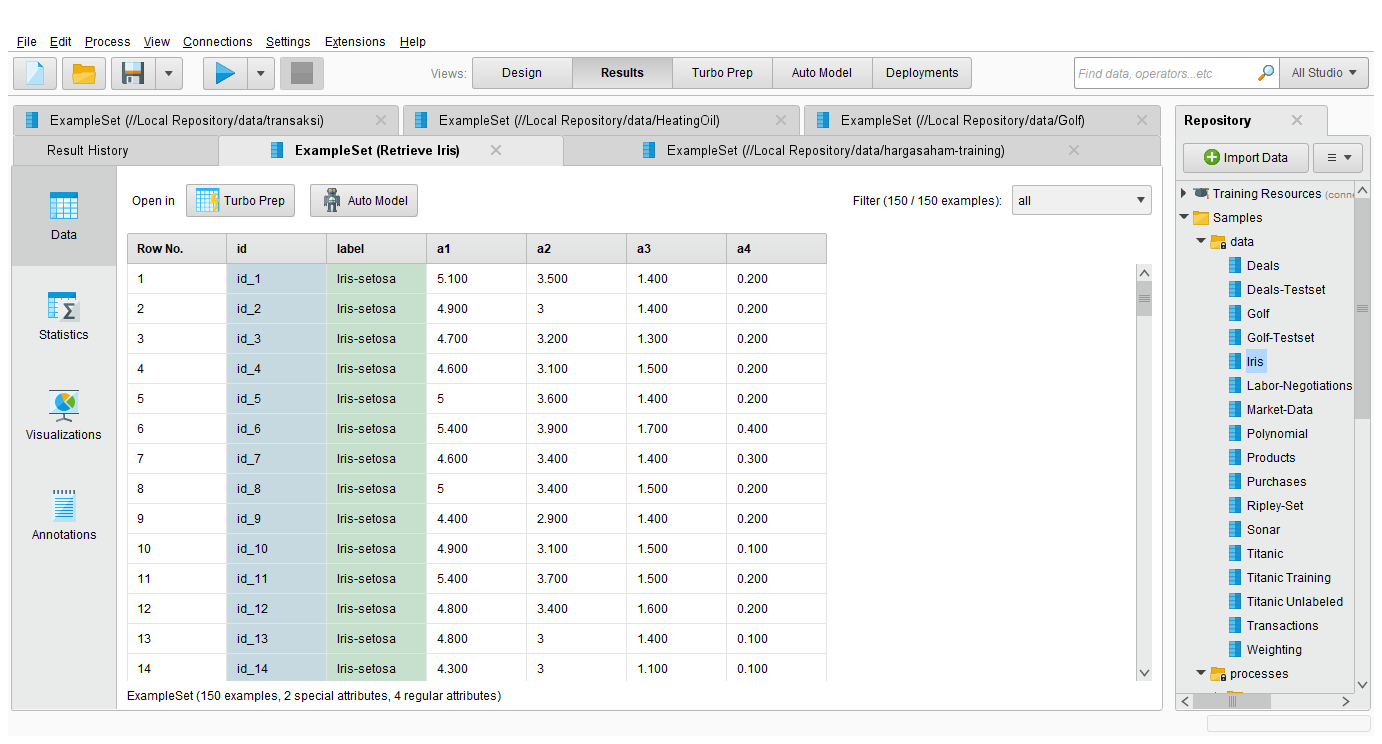 File Edit Process View Connections Settings Extensions Help
Views: Design Results Turbo Prep Auto Model Deployments Find data, operators...etc All Studio
ExampleSet (//Local Repository/data/transaksi) ExampleSet (//Local Repository/data/HeatingOil) ExampleSet (//Local Repository/data/Golf)
Result History ExampleSet (Retrieve Iris) ExampleSet (//Local Repository/data/hargasaham-training)
Data
Statistics
Visualizations
Annotations
Open in Turbo Prep Auto Model Filter (150 / 150 examples): all
Row No. id label a1 a2 a3 a4
1 id_1 Iris-setosa 5.100 3.500 1.400 0.200
2 id_2 Iris-setosa 4.900 3 1.400 0.200
3 id_3 Iris-setosa 4.700 3.200 1.300 0.200
4 id_4 Iris-setosa 4.600 3.100 1.500 0.200
5 id_5 Iris-setosa 5 3.600 1.400 0.200
6 id_6 Iris-setosa 5.400 3.900 1.700 0.400
7 id_7 Iris-setosa 4.600 3.400 1.400 0.300
8 id_8 Iris-setosa 5 3.400 1.500 0.200
9 id_9 Iris-setosa 4.400 2.900 1.400 0.200
10 id_10 Iris-setosa 4.900 3.100 1.500 0.100
11 id_11 Iris-setosa 5.400 3.700 1.500 0.200
12 id_12 Iris-setosa 4.800 3.400 1.600 0.200
13 id_13 Iris-setosa 4.800 3 1.400 0.100
14 id_14 Iris-setosa 4.300 3 1.100 0.100
ExampleSet (150 examples, 2 special attributes, 4 regular attributes)
Repository
Import Data
Training Resources (conne
Samples
data
Deals
Deals-Testset
Golf
Golf-Testset
Iris
Labor-Negotiations
Market-Data
Polynomial
Products
Purchases
Ripley-Set
Sonar
Titanic
Titanic Training
Titanic Unlabeled
Transactions
Weighting
processes